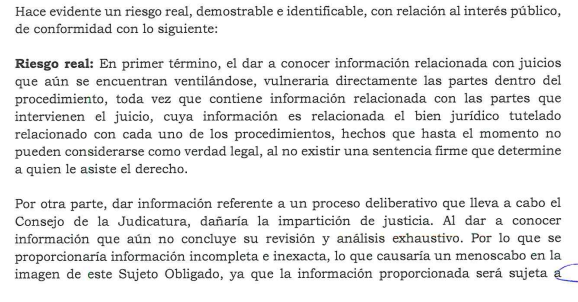 Hace evidente un riesgo real, demostrable e identificable, con relación al interés público,
de conformidad con lo siguiente:
Riesgo real: En primer término, el dar a conocer información relacionada con juicios
que aún se encuentran ventilándose, vulneraria directamente las partes dentro del
procedimiento, toda vez que contiene información relacionada con las partes que
intervienen el juicio, cuya información es relacionada el bien jurídico tutelado
relacionado con cada uno de los procedimientos, hechos que hasta el momento no
pueden considerarse como verdad legal, al no existir una sentencia firme que determine
a quien le asiste el derecho.
Por otra parte, dar información referente a un proceso deliberativo que lleva a cabo el
Consejo de la Judicatura, dañaría la impartición de justicia. Al dar a conocer
información que aún no concluye su revisión y análisis exhaustivo. Por lo que se
proporcionaría información incompleta e inexacta, lo que causaría un menoscabo en la
imagen de este Sujeto Obligado, ya que la información proporcionada será sujeta a